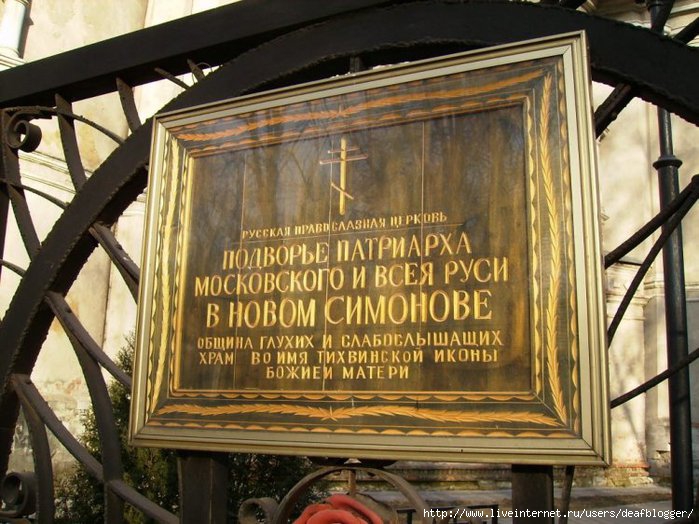 РУССКАЯ ПРАВОСЛАВНАЯ ЦЕРКОВЬ
ПОДВОРЬЕ ПАТРИАРХА
МОСКОВСКОГО И ВСЕЯ РУСИ
В НОВОМ СИМОНОВЕ
ОБЩИНА ГЛУХИХ И СЛАБОСЛЫШАЩИХ
ХРАМ ВО ИМЯ ТИХВИНСКОЙ ИКОНЫ
БОЖИЕЙ МАТЕРИ
http://www.liveinternet.ru/users/deafblogger/